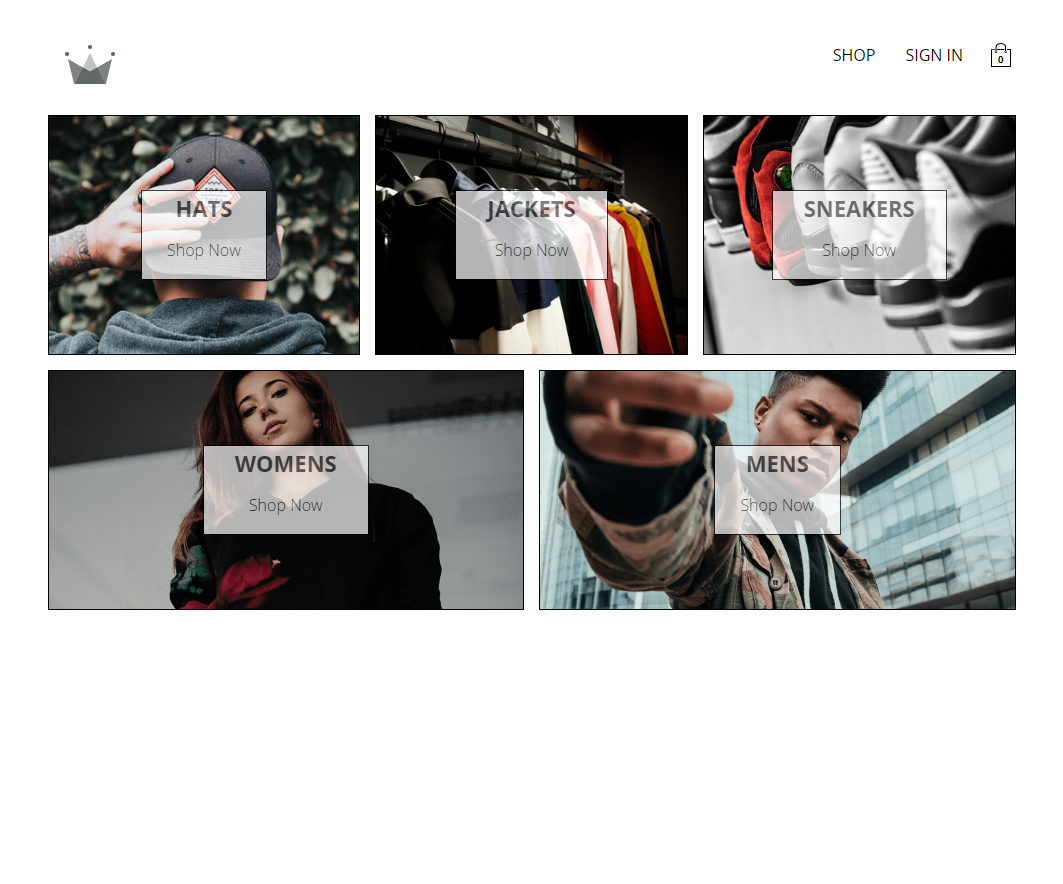 SHOP
SIGN IN
0
HATS
Shop Now
JACKETS
Shop Now
SNEAKERS
Shop Now
WOMENS
Shop Now
MENS
Shop Now